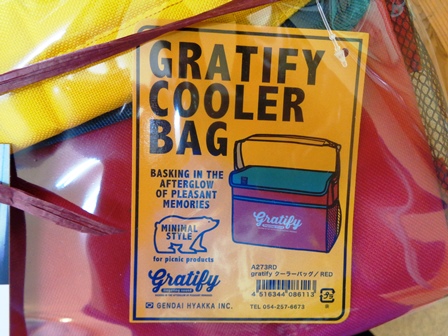 GRATIFY
COOLER
BAG
BASKING IN THE
AFTERGLOW
OF PLEASANT
MEMORIES
MINIMAL
STYLE
for picnic products
Gratify
GENDAI HYAKKA INC.
Gratify
A273RD
gratify クーラーバッグ/RED
4 516344 086113
TEL 054-257-6673